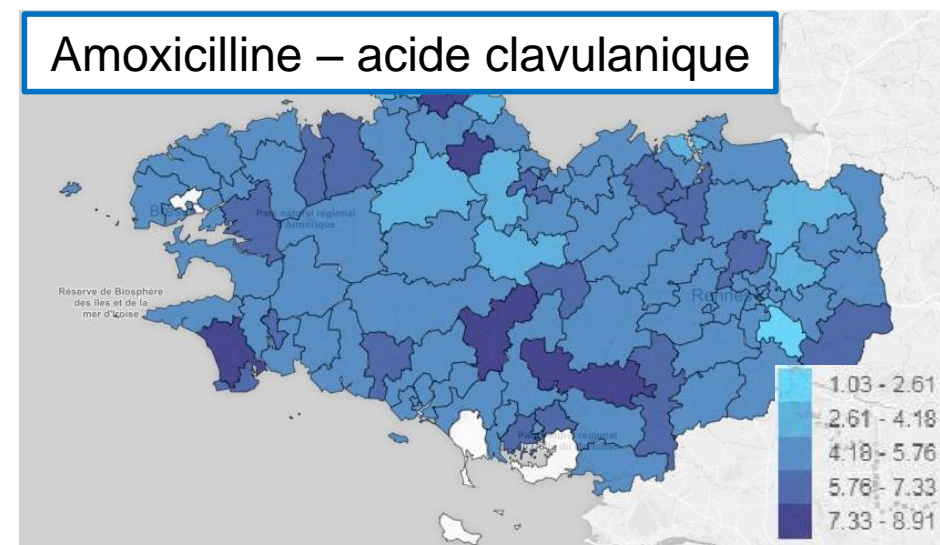 Amoxicilline – acide clavulanique
Parc naturel régional
d'Armorique
Réserve de Biosphère
des îles et de la
mer d'Iroise
Rennes
1.03 - 2.61
2.61 - 4.18
4.18 - 5.76
5.76 - 7.33
7.33 - 8.91